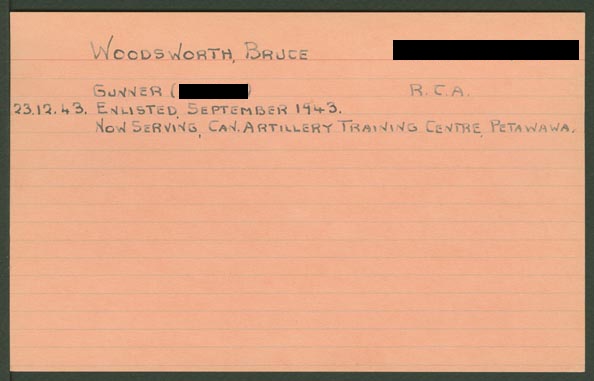 WOODSWORTH, BRUCE
GUNNER ( ) R.C.A.
23.12.43. ENLISTED, SEPTEMBER 1943.
NOW SERVING, CAN. ARTILLERY TRAINING CENTRE, PETAWAWA.